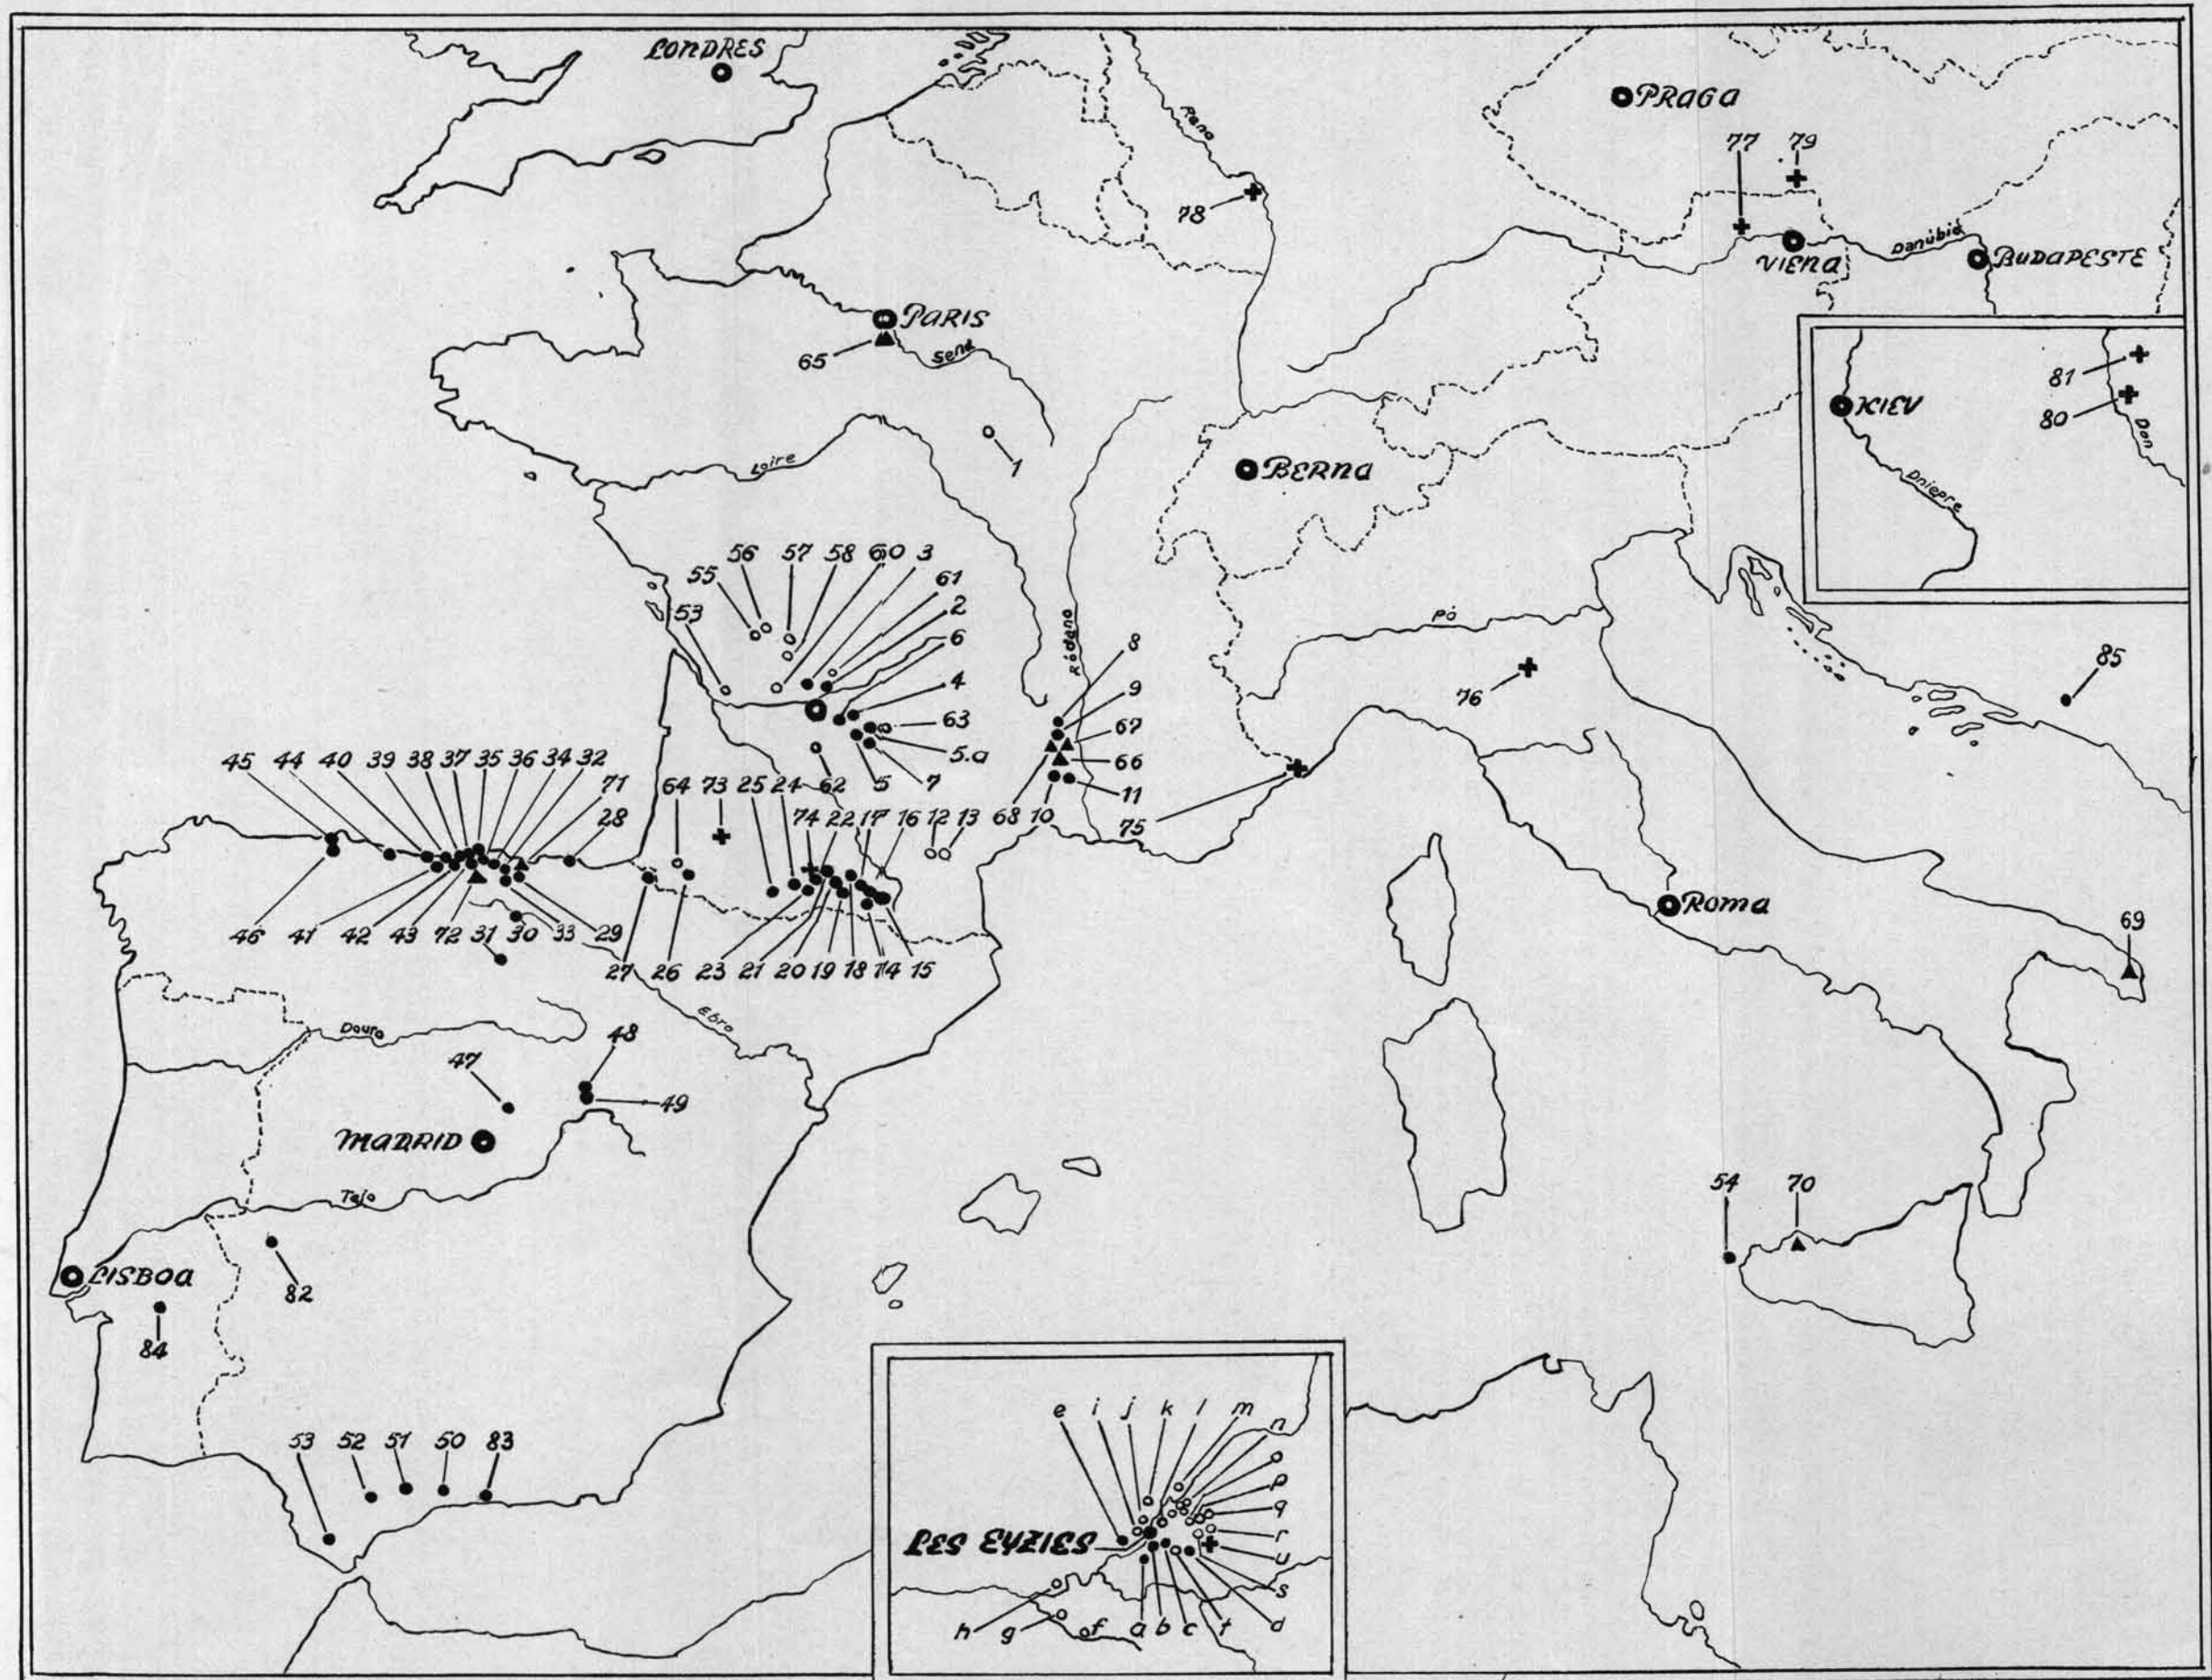 LONDRES
PRAGA
Reno
77 79
78
Danúbio
VIENA
BUDAPESTE
PARIS
65
Sena
81
KIEV
80
Don
1
Loire
BERNA
Dniepre
56 57 58 60 3
55
61
53
2
6
Ródano
Pó
8
85
4
9
76
63
67
45 44 40 39 38 37 35 36 34 32
5.a
66
71
64 73 25 24 62 5 7
11
28
74 22 17 16 12 13 68 10
75
Roma
69
46 41 42 43 72 31 30 33 29
27 26 23 21 20 19 18 14 15
Ebro
Douro
48
47
49
MADRID
54 70
Tejo
LISBOA
82
84
e i j k l m
n
53 52 51 50 83
o
p
q
LES EYZIES
r
u
s
h g f a b c t d